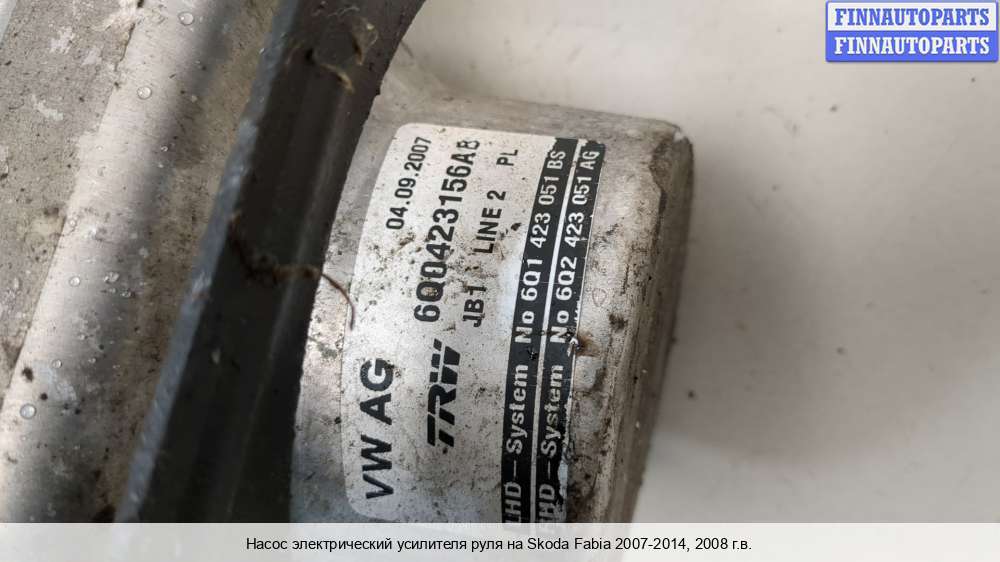 FINNAUTOPARTS
FINNAUTOPARTS
VW AG 04.09.2007
TRW 6Q0423156AB
JB1 LINE 2 PL
LHD-System No 6Q1 423 051 BS
RHD-System No 6Q2 423 051 AG
Насос электрический усилителя руля на Skoda Fabia 2007-2014, 2008 г.в.